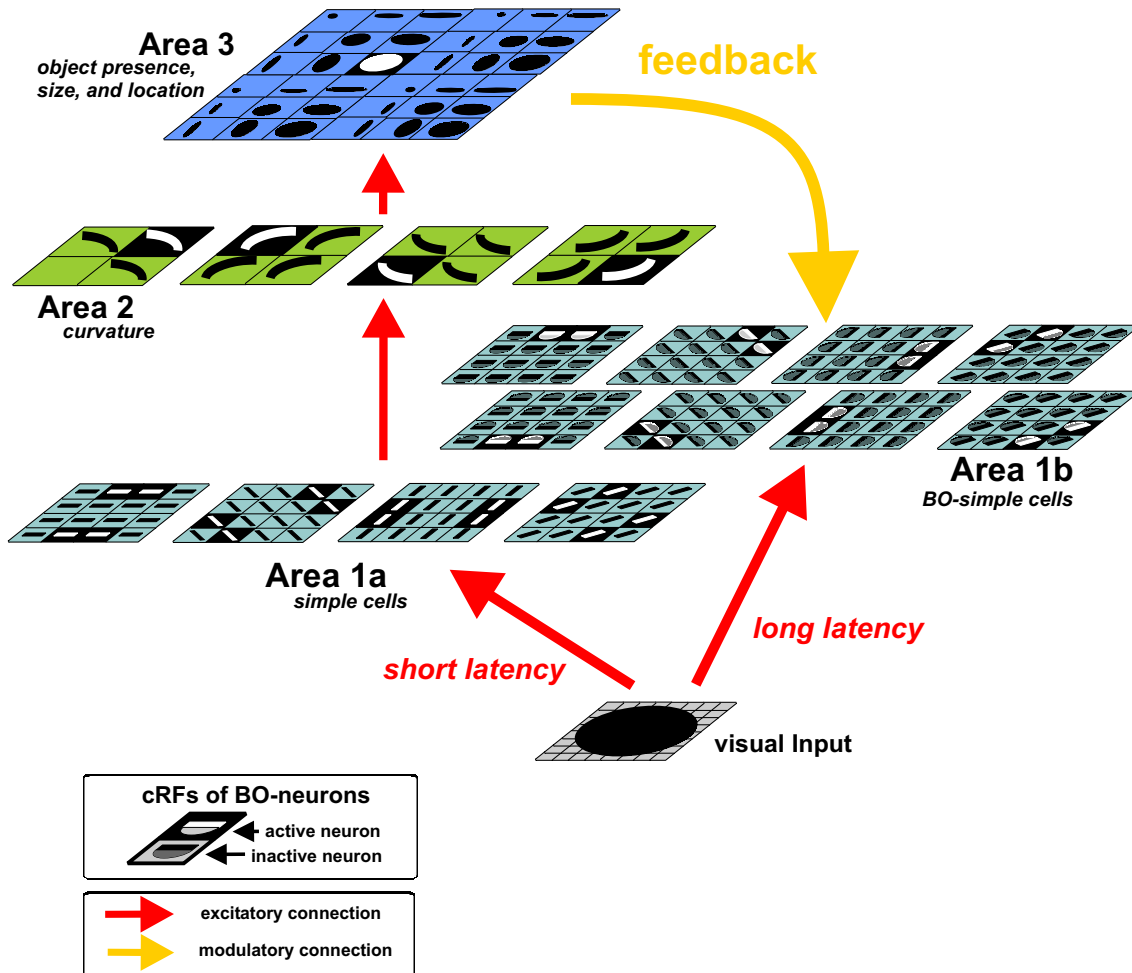 Area 3
object presence,
size, and location
feedback
Area 2
curvature
Area 1b
BO-simple cells
Area 1a
simple cells
long latency
short latency
visual Input
cRFs of BO-neurons
active neuron
inactive neuron
excitatory connection
modulatory connection